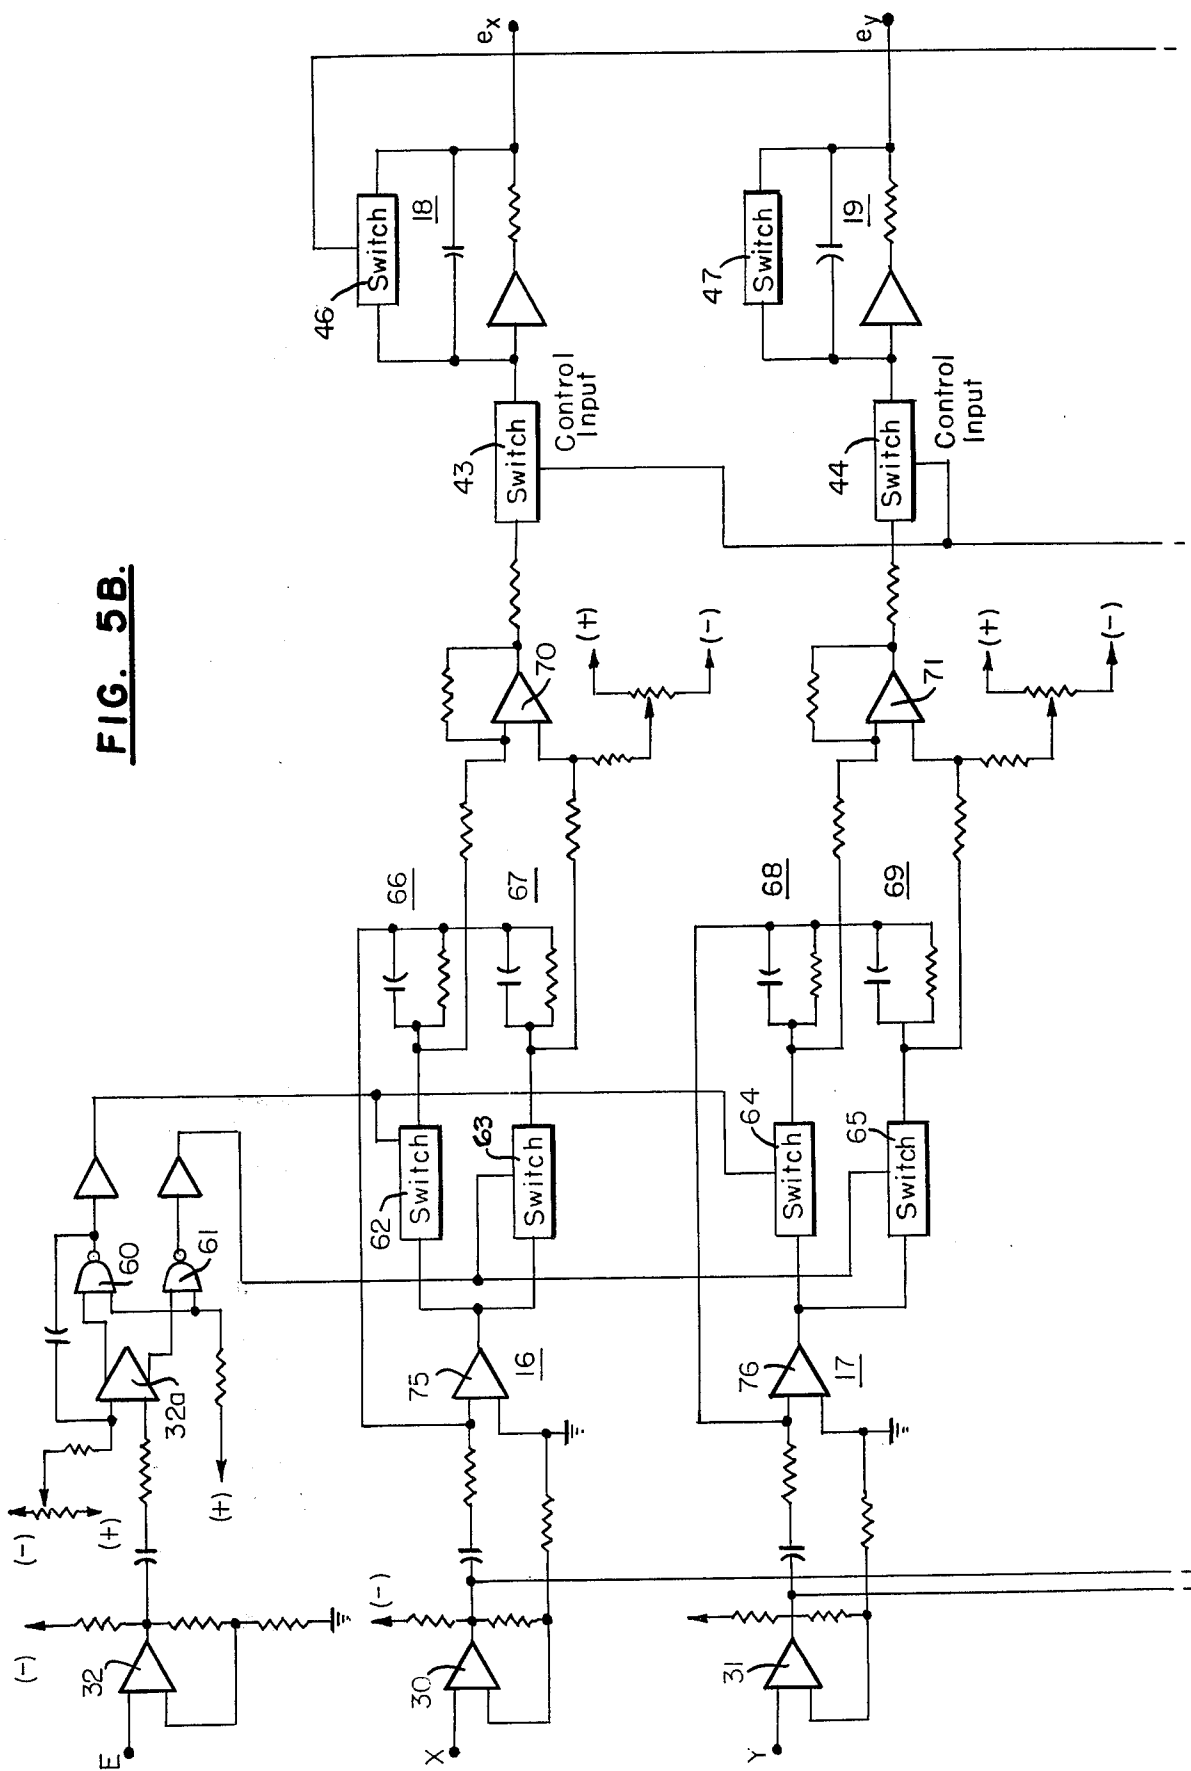 FIG. 5B.
E
32
(-)
(-)
(+)
32a
(+)
60
61
X
30
(-)
75
16
62
Switch
63
Switch
66
67
70
(+)
(-)
43
Switch
Control
Input
46
Switch
18
ex
Y
31
76
17
64
Switch
65
Switch
68
69
71
(+)
(-)
44
Switch
Control
Input
47
Switch
19
ey